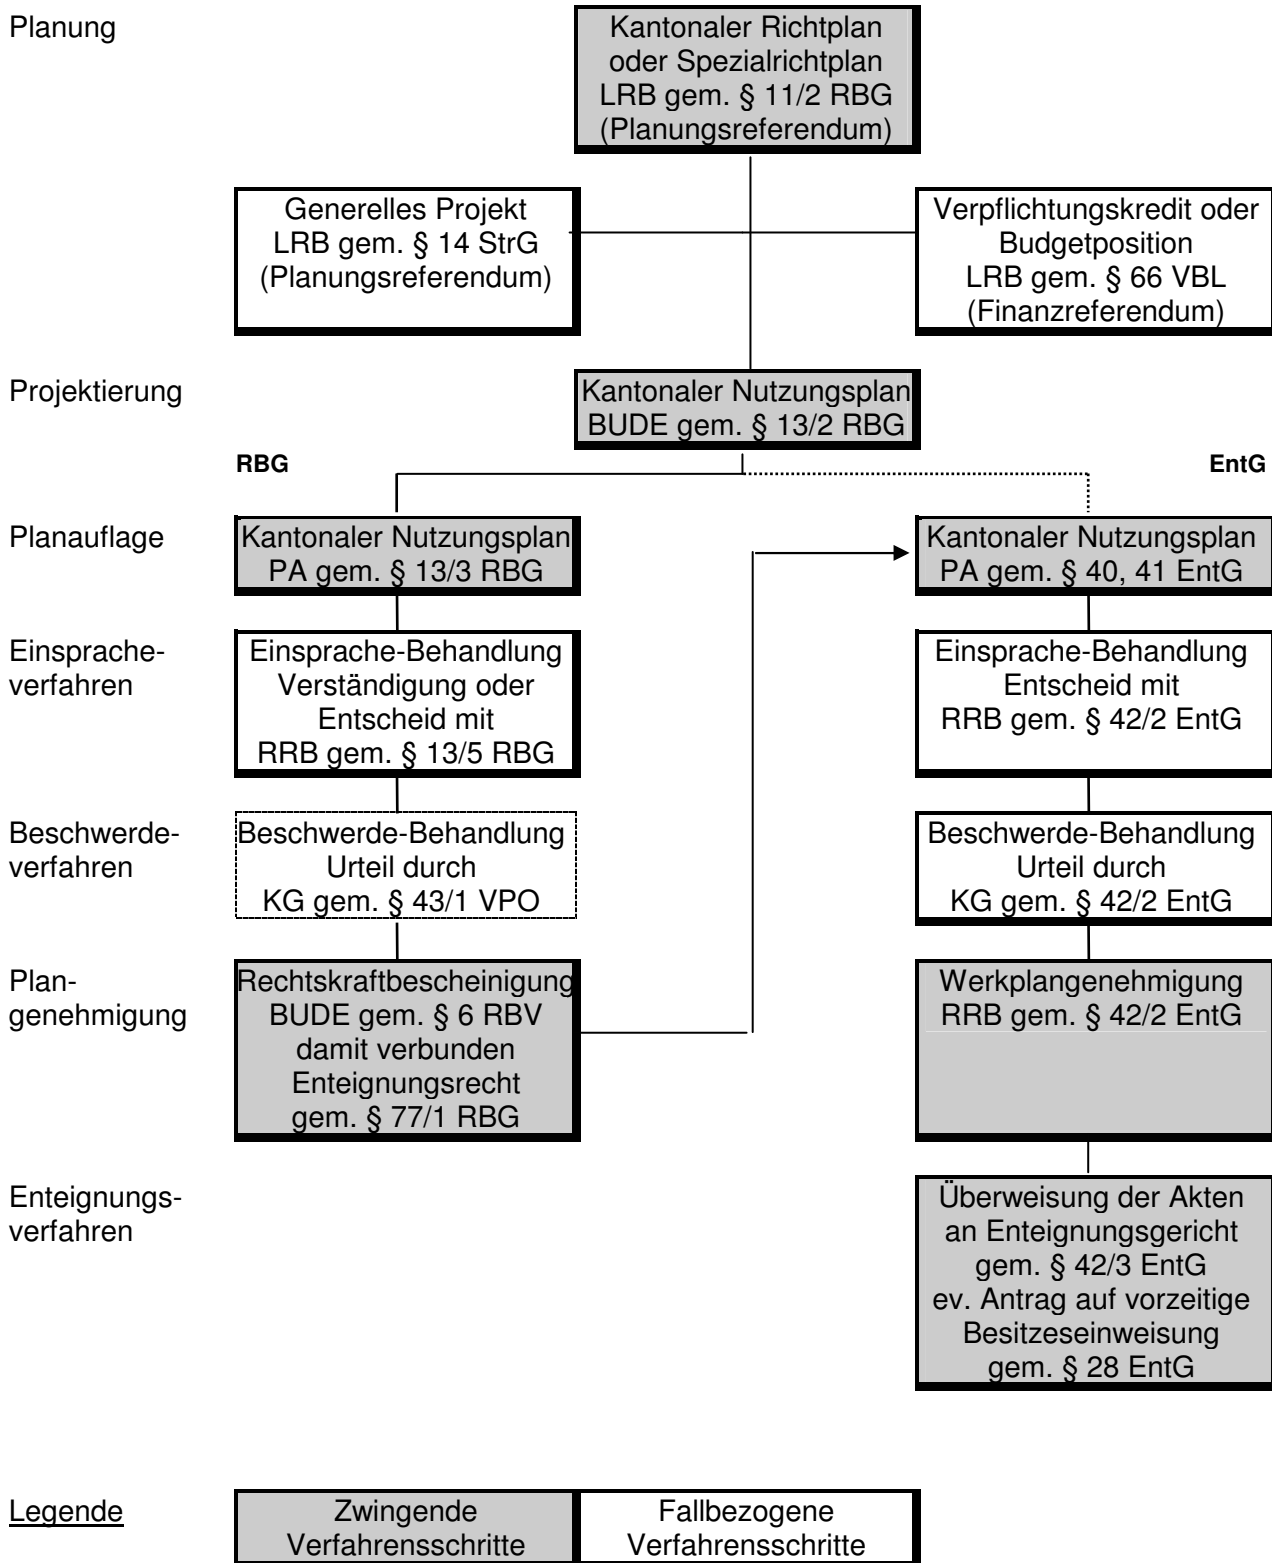 Planung
Kantonaler Richtplan
oder Spezialrichtplan
LRB gem. § 11/2 RBG
(Planungsreferendum)
Generelles Projekt
LRB gem. § 14 StrG
(Planungsreferendum)
Verpflichtungskredit oder
Budgetposition
LRB gem. § 66 VBL
(Finanzreferendum)
Projektierung
Kantonaler Nutzungsplan
BUDE gem. § 13/2 RBG
RBG
EntG
Planauflage
Kantonaler Nutzungsplan
PA gem. § 13/3 RBG
Kantonaler Nutzungsplan
PA gem. § 40, 41 EntG
Einsprache-
verfahren
Einsprache-Behandlung
Verständigung oder
Entscheid mit
RRB gem. § 13/5 RBG
Einsprache-Behandlung
Entscheid mit
RRB gem. § 42/2 EntG
Beschwerde-
verfahren
Beschwerde-Behandlung
Urteil durch
KG gem. § 43/1 VPO
Beschwerde-Behandlung
Urteil durch
KG gem. § 42/2 EntG
Plan-
genehmigung
Rechtskraftbescheinigung
BUDE gem. § 6 RBV
damit verbunden
Enteignungsrecht
gem. § 77/1 RBG
Werkplangenehmigung
RRB gem. § 42/2 EntG
Enteignungs-
verfahren
Überweisung der Akten
an Enteignungsgericht
gem. § 42/3 EntG
ev. Antrag auf vorzeitige
Besitzeseinweisung
gem. § 28 EntG
Legende
Zwingende
Verfahrensschritte
Fallbezogene
Verfahrensschritte